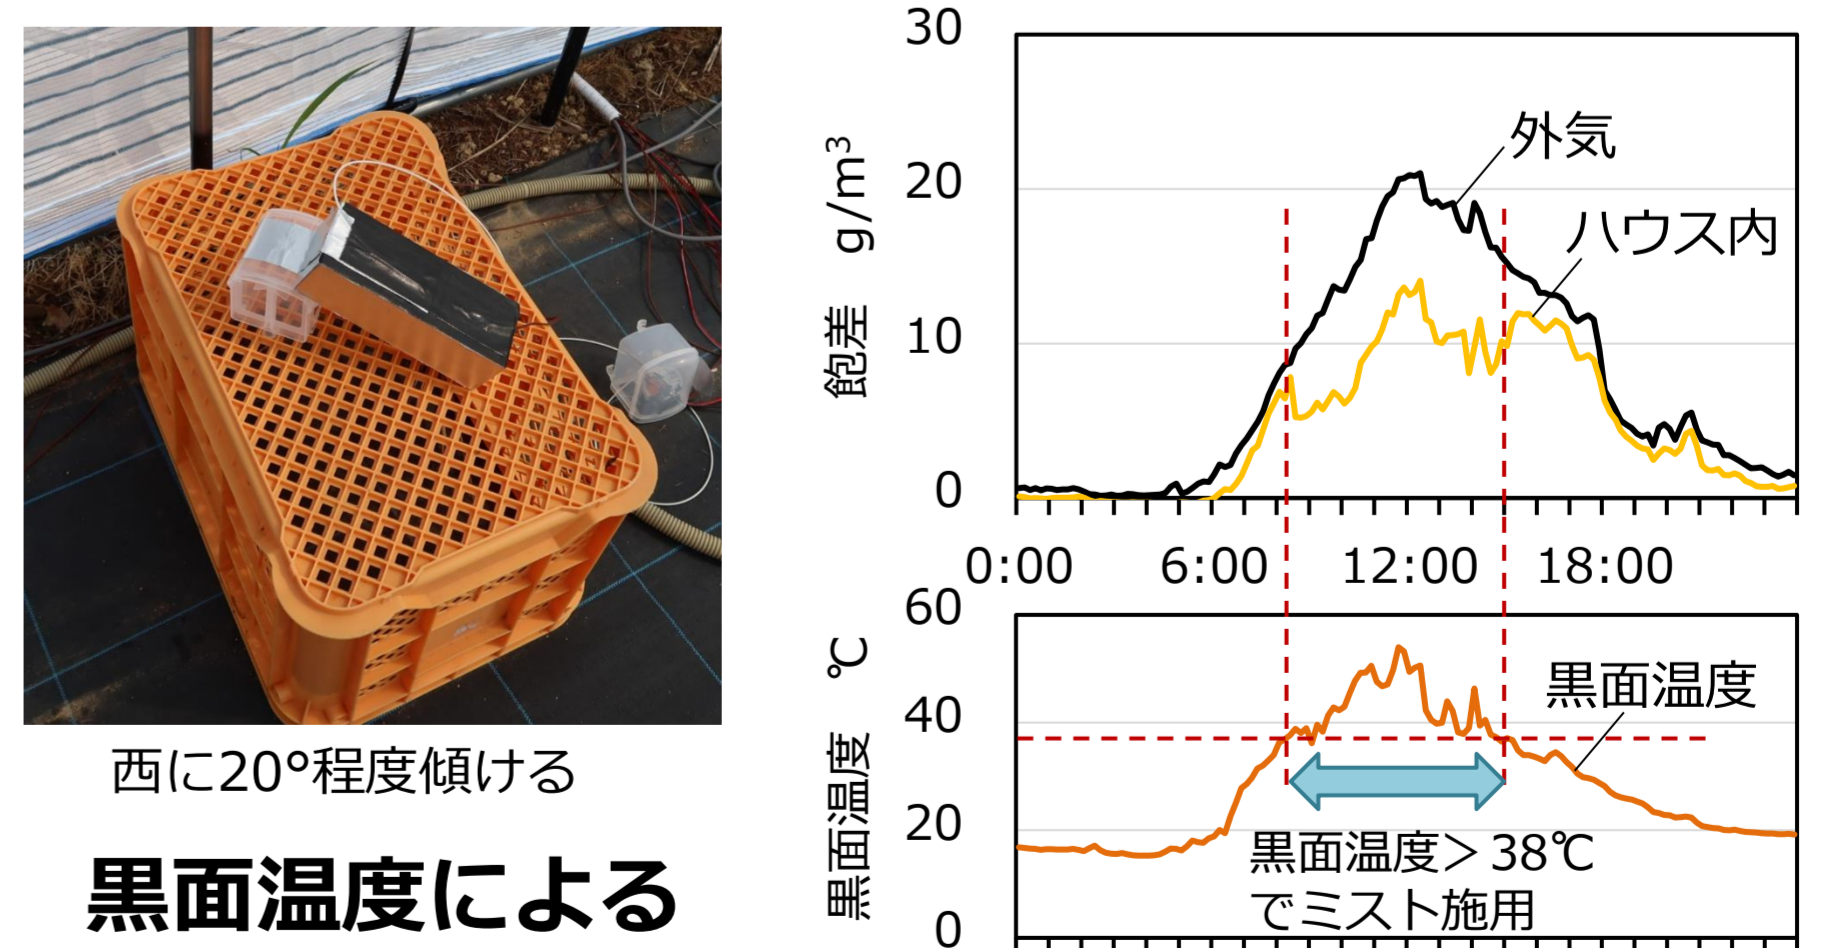 西に20°程度傾ける
黒面温度による
30
20
10
0
飽差 g/m³
外気
ハウス内
0:00 6:00 12:00 18:00
60
40
20
0
黒面温度 ℃
黒面温度
黒面温度＞38℃
でミスト施用